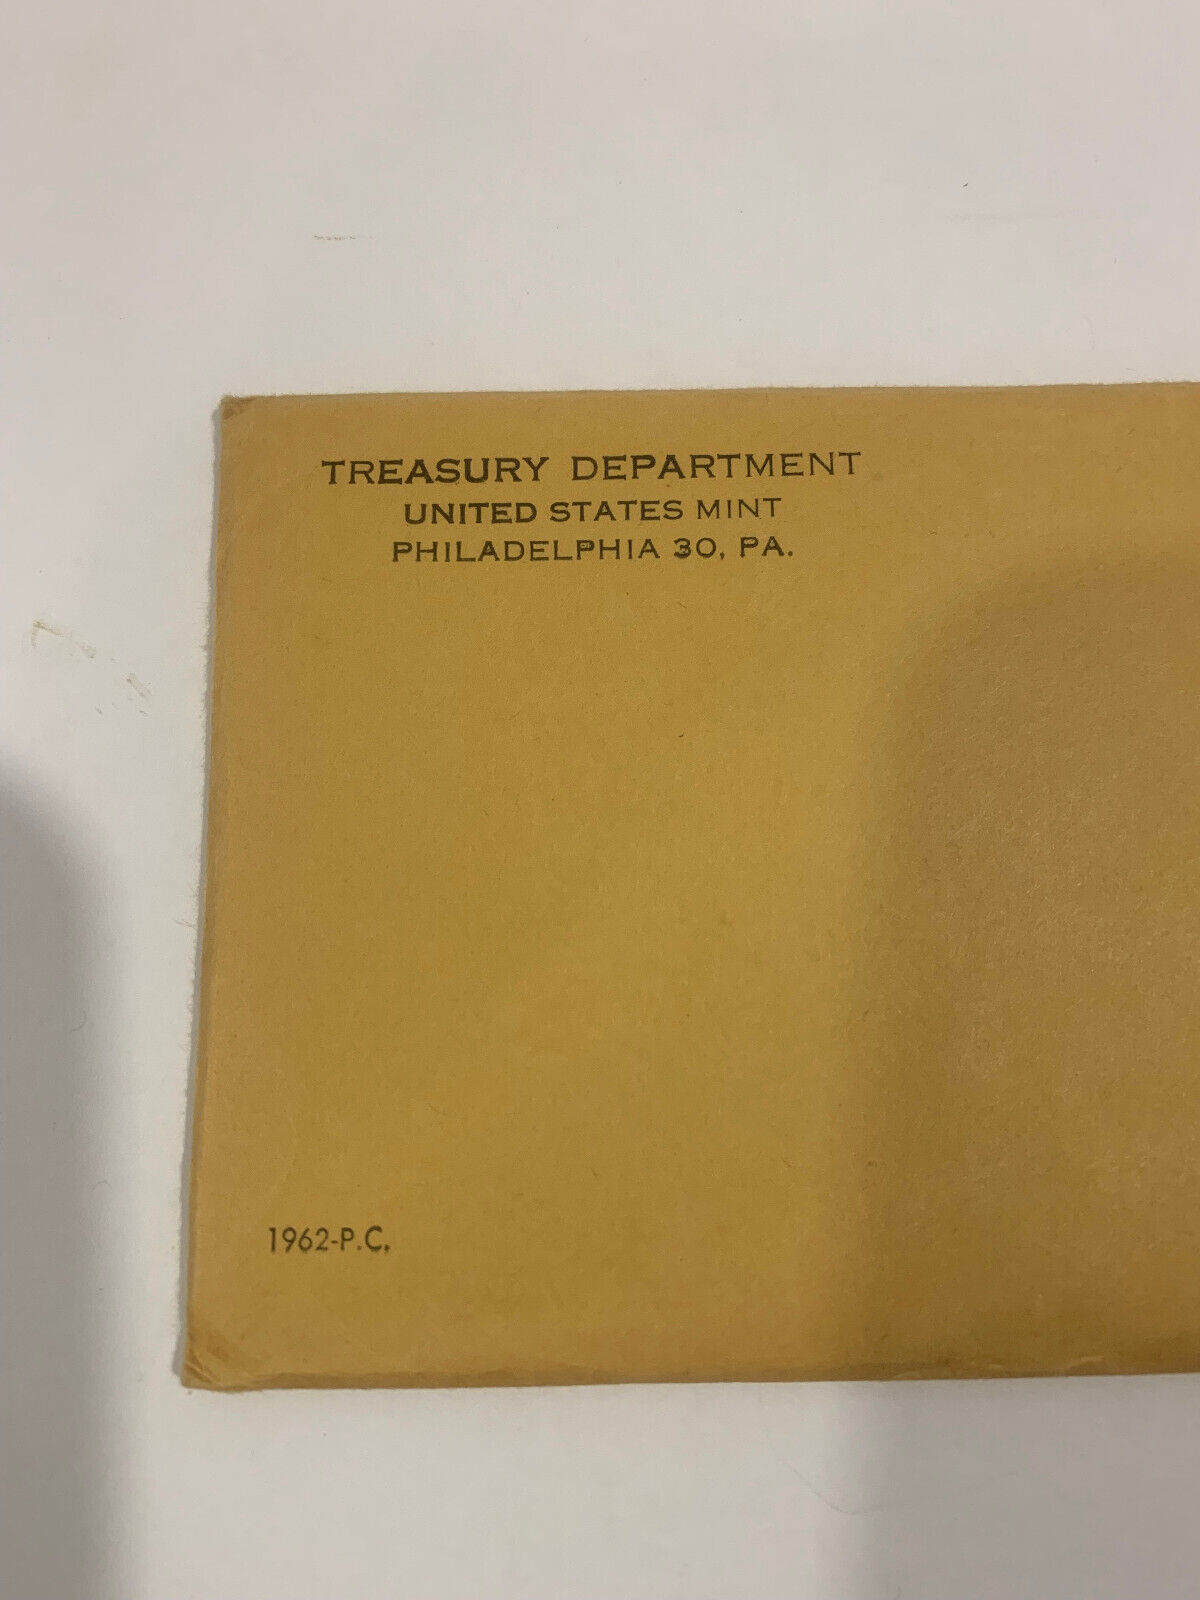 TREASURY DEPARTMENT
UNITED STATES MINT
PHILADELPHIA 30, PA.
1962-P.C.